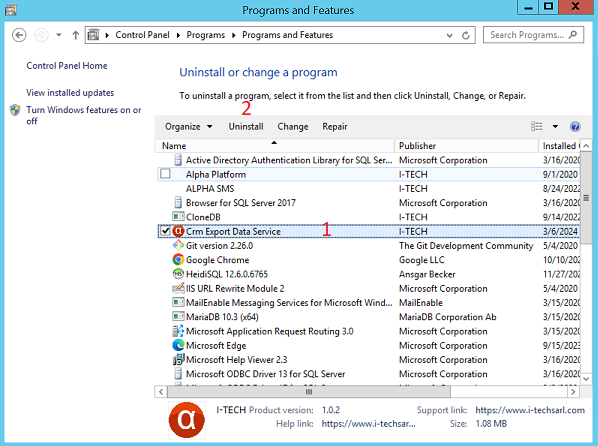 Programs and Features
Control Panel Programs Programs and Features
Search Programs...
Control Panel Home
View installed updates
Turn Windows features on or
off
Uninstall or change a program
To uninstall a program, select it from the list and then click Uninstall, Change, or Repair.
2
Organize Uninstall Change Repair
Name Publisher Installed
Active Directory Authentication Library for SQL Ser... Microsoft Corporation 3/16/2020
Alpha Platform I-TECH 9/1/2020
ALPHA SMS I-TECH 8/24/2022
Browser for SQL Server 2017 Microsoft Corporation 3/16/2020
CloneDB I-TECH 9/14/2022
Crm Export Data Service 1 I-TECH 3/6/2024
Git version 2.26.0 The Git Development Community 5/4/2020
Google Chrome Google LLC 10/10/202
HeidiSQL 12.6.0.6765 Ansgar Becker 11/27/202
IIS URL Rewrite Module 2 Microsoft Corporation 5/4/2020
MailEnable Messaging Services for Microsoft Wind... MailEnable 3/16/2020
MariaDB 10.3 (x64) MariaDB Corporation Ab 3/16/2020
Microsoft Application Request Routing 3.0 Microsoft Corporation 3/16/2020
Microsoft Edge Microsoft Corporation 9/15/2023
Microsoft Help Viewer 2.3 Microsoft Corporation 3/16/2020
Microsoft ODBC Driver 13 for SQL Server Microsoft Corporation 3/16/2020
I-TECH Product version: 1.0.2 Support link: https://www.i-techsarl.com
Help link: https://www.i-techsar... Size: 1.08 MB